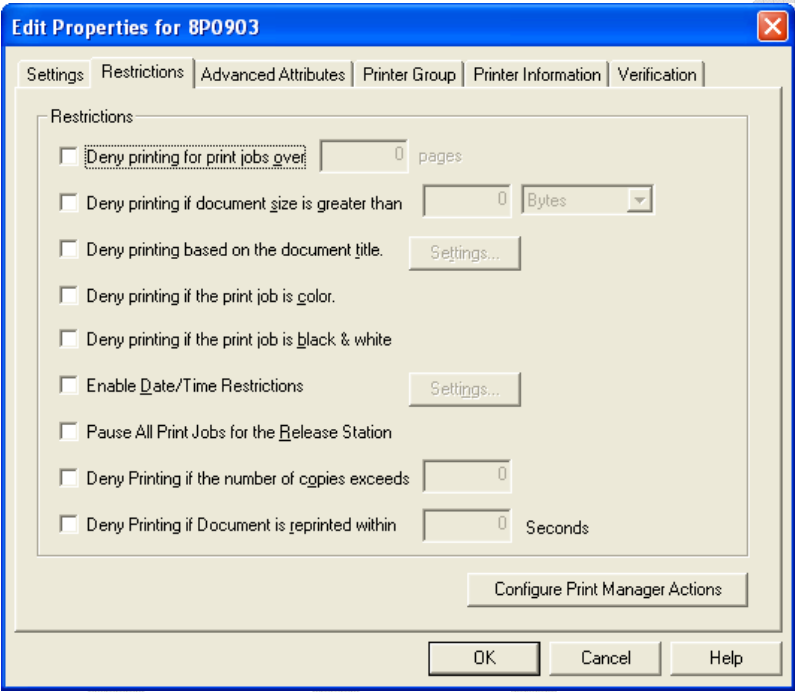 Edit Properties for 8P0903
Settings Restrictions Advanced Attributes Printer Group Printer Information Verification
Restrictions
Deny printing for print jobs over 0 pages
Deny printing if document size is greater than 0 Bytes
Deny printing based on the document title. Settings...
Deny printing if the print job is color.
Deny printing if the print job is black & white
Enable Date/Time Restrictions Settings...
Pause All Print Jobs for the Release Station
Deny Printing if the number of copies exceeds 0
Deny Printing if Document is reprinted within 0 Seconds
Configure Print Manager Actions
OK Cancel Help